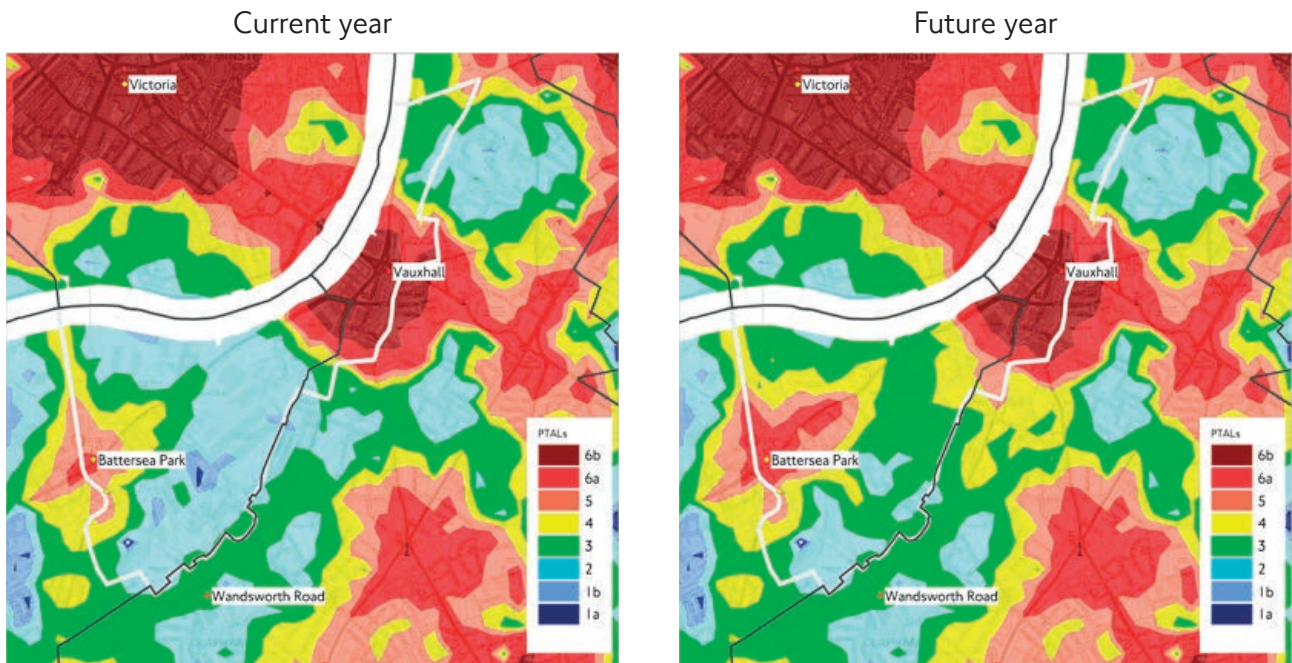 Current year
Future year
Victoria
Vauxhall
Battersea Park
Wandsworth Road
PTALs
6b
6a
5
4
3
2
1b
1a
Victoria
Vauxhall
Battersea Park
Wandsworth Road
PTALs
6b
6a
5
4
3
2
1b
1a